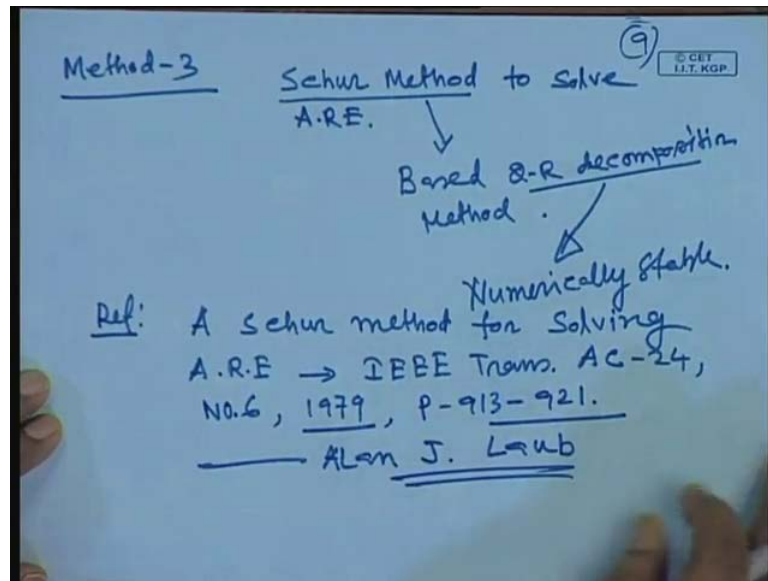 9
© CET
I.I.T. KGP
Method-3 Schur Method to Solve
A.R.E.
Based Q-R decomposition
Method.
Numerically Stable.
Ref: A Schur method for Solving
A.R.E → IEEE Trans. AC-24,
No.6, 1979, P-913-921.
Alan J. Laub